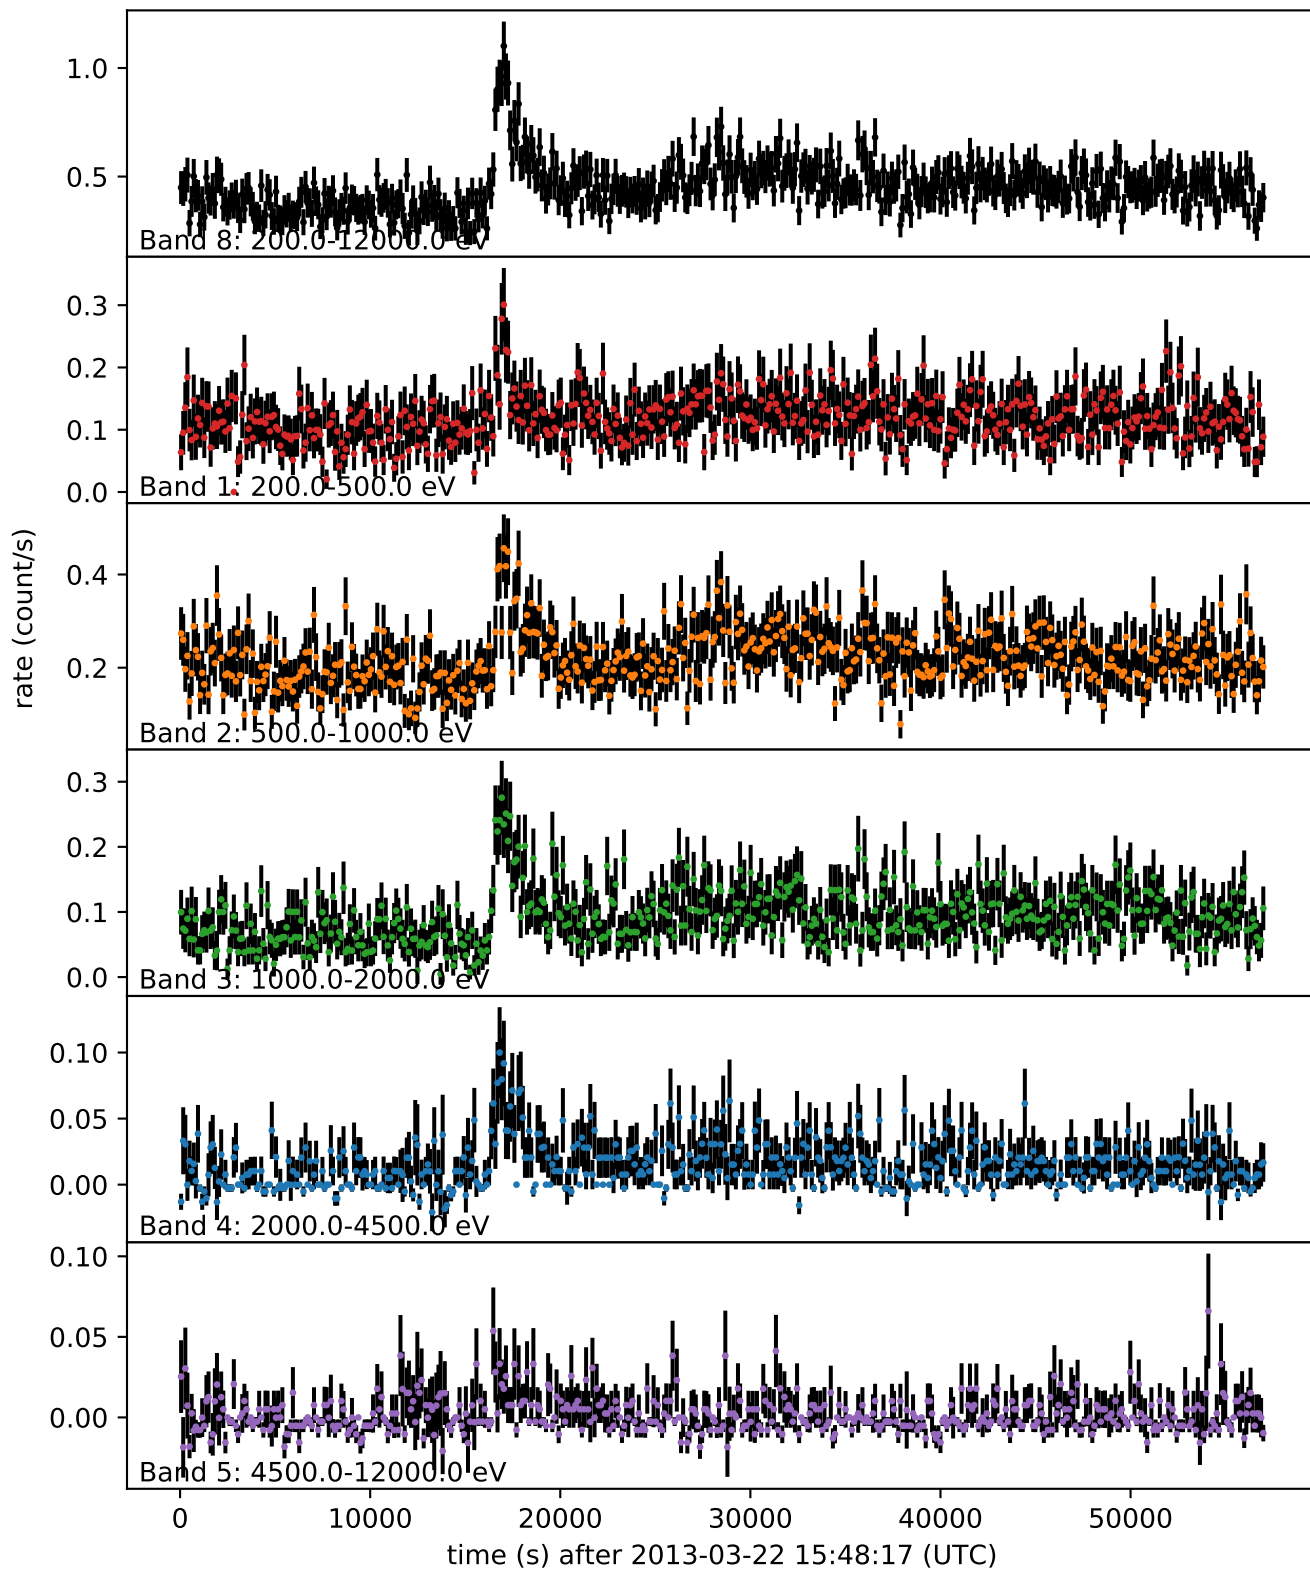 1.0
0.5
Band 8: 200.0-12000.0 eV
0.3
0.2
0.1
0.0
Band 1: 200.0-500.0 eV
rate (count/s)
0.4
0.2
Band 2: 500.0-1000.0 eV
0.3
0.2
0.1
0.0
Band 3: 1000.0-2000.0 eV
0.10
0.05
0.00
Band 4: 2000.0-4500.0 eV
0.10
0.05
0.00
Band 5: 4500.0-12000.0 eV
0 10000 20000 30000 40000 50000
time (s) after 2013-03-22 15:48:17 (UTC)